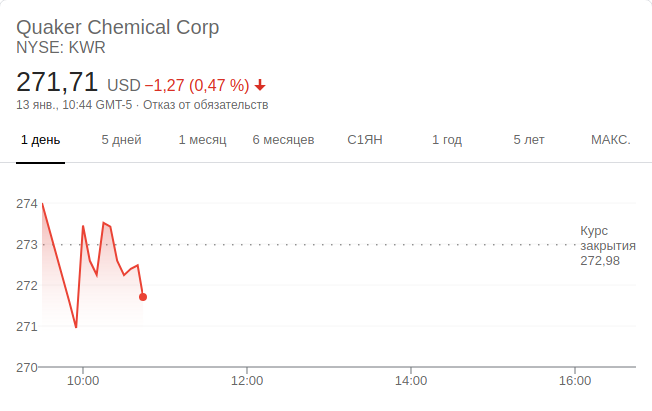 Quaker Chemical Corp
NYSE: KWR
271,71 USD −1,27 (0,47 %)
13 янв., 10:44 GMT-5 · Отказ от обязательств
1 день 5 дней 1 месяц 6 месяцев С1ЯН 1 год 5 лет МАКС.
274
273
272
271
270
Курс
закрытия
272,98
10:00 12:00 14:00 16:00